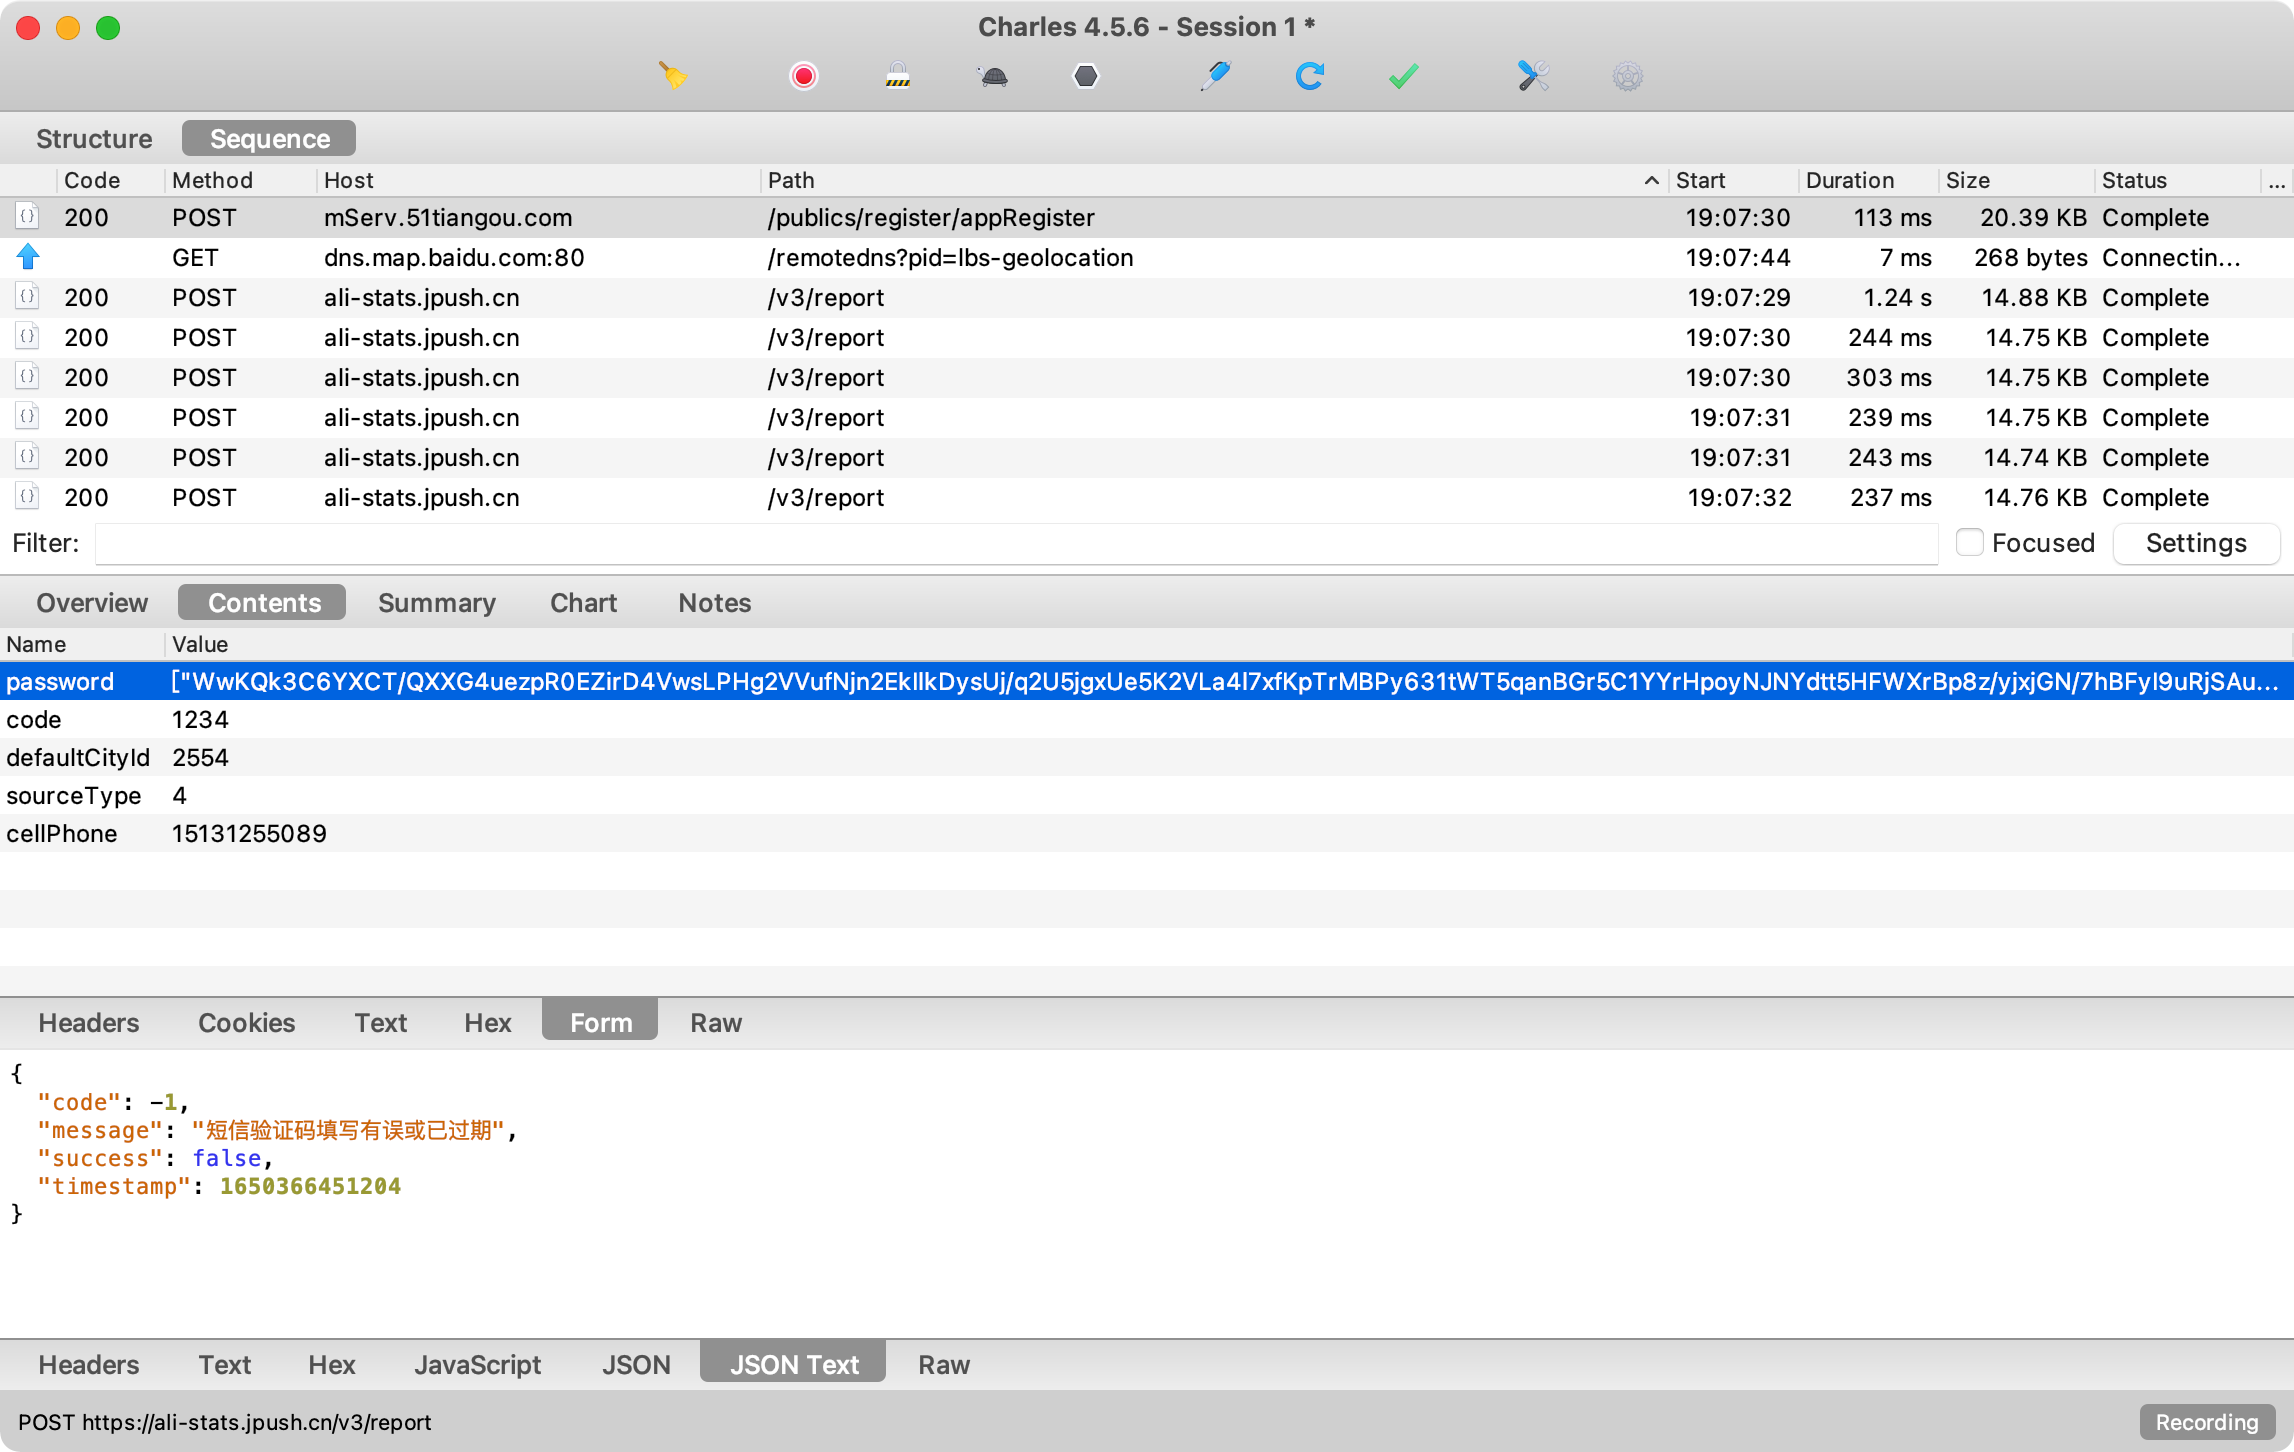 Charles 4.5.6 - Session 1 *
Structure Sequence
Code Method Host Path Start Duration Size Status ...
200 POST mServ.51tiangou.com /publics/register/appRegister 19:07:30 113 ms 20.39 KB Complete
GET dns.map.baidu.com:80 /remotedns?pid=lbs-geolocation 19:07:44 7 ms 268 bytes Connectin...
200 POST ali-stats.jpush.cn /v3/report 19:07:29 1.24 s 14.88 KB Complete
200 POST ali-stats.jpush.cn /v3/report 19:07:30 244 ms 14.75 KB Complete
200 POST ali-stats.jpush.cn /v3/report 19:07:30 303 ms 14.75 KB Complete
200 POST ali-stats.jpush.cn /v3/report 19:07:31 239 ms 14.75 KB Complete
200 POST ali-stats.jpush.cn /v3/report 19:07:31 243 ms 14.74 KB Complete
200 POST ali-stats.jpush.cn /v3/report 19:07:32 237 ms 14.76 KB Complete
Filter: Focused Settings
Overview Contents Summary Chart Notes
Name Value
password ["WwKQk3C6YXCT/QXXG4uezpR0EZirD4VwsLPHg2VVufNjn2EkIlkDysUj/q2U5jgxUe5K2VLa4I7xfKpTrMBPy631tWT5qanBGr5C1YYrHpoyNJNYdtt5HFWXrBp8z/yjxjGN/7hBFyI9uRjSAu...
code 1234
defaultCityId 2554
sourceType 4
cellPhone 15131255089
Headers Cookies Text Hex Form Raw
{
"code": -1,
"message": "短信验证码填写有误或已过期",
"success": false,
"timestamp": 1650366451204
}
Headers Text Hex JavaScript JSON JSON Text Raw
POST https://ali-stats.jpush.cn/v3/report Recording